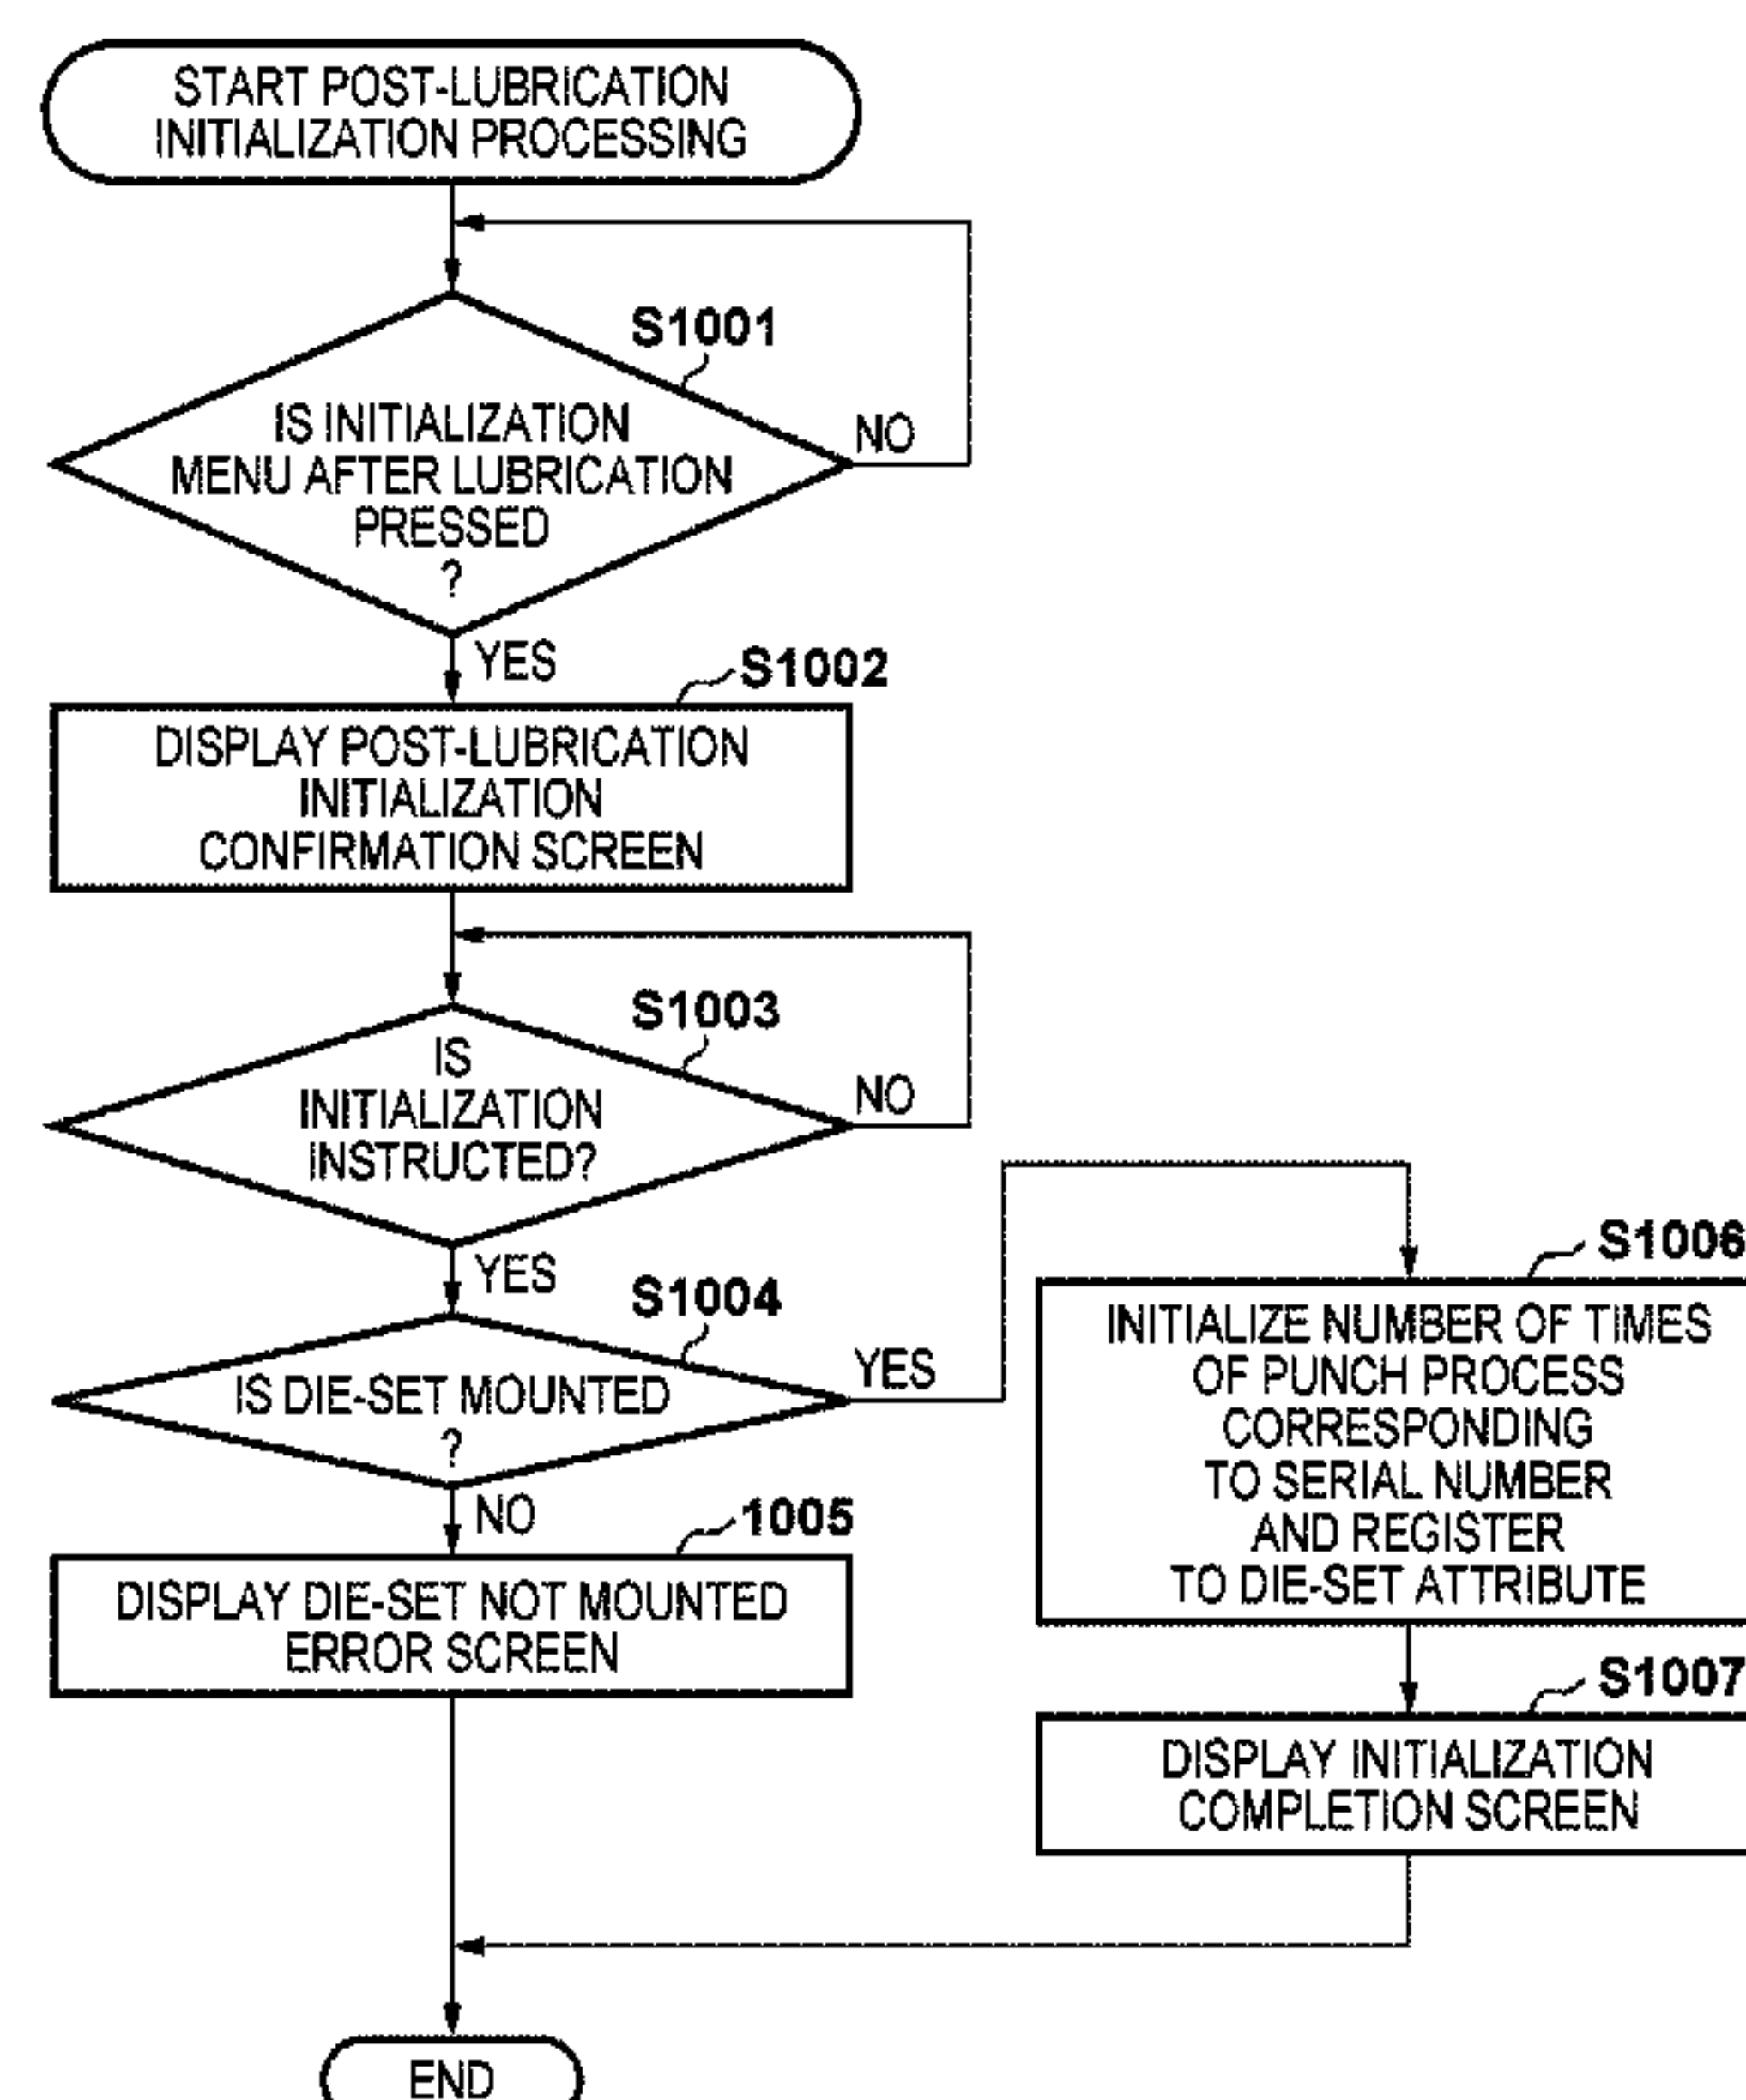 START POST-LUBRICATION
INITIALIZATION PROCESSING
S1001
IS INITIALIZATION
MENU AFTER LUBRICATION
PRESSED
?
NO
YES
S1002
DISPLAY POST-LUBRICATION
INITIALIZATION
CONFIRMATION SCREEN
S1003
IS
INITIALIZATION
INSTRUCTED?
NO
YES
S1004
IS DIE-SET MOUNTED
?
YES
NO
1005
DISPLAY DIE-SET NOT MOUNTED
ERROR SCREEN
S1006
INITIALIZE NUMBER OF TIMES
OF PUNCH PROCESS
CORRESPONDING
TO SERIAL NUMBER
AND REGISTER
TO DIE-SET ATTRIBUTE
S1007
DISPLAY INITIALIZATION
COMPLETION SCREEN
END